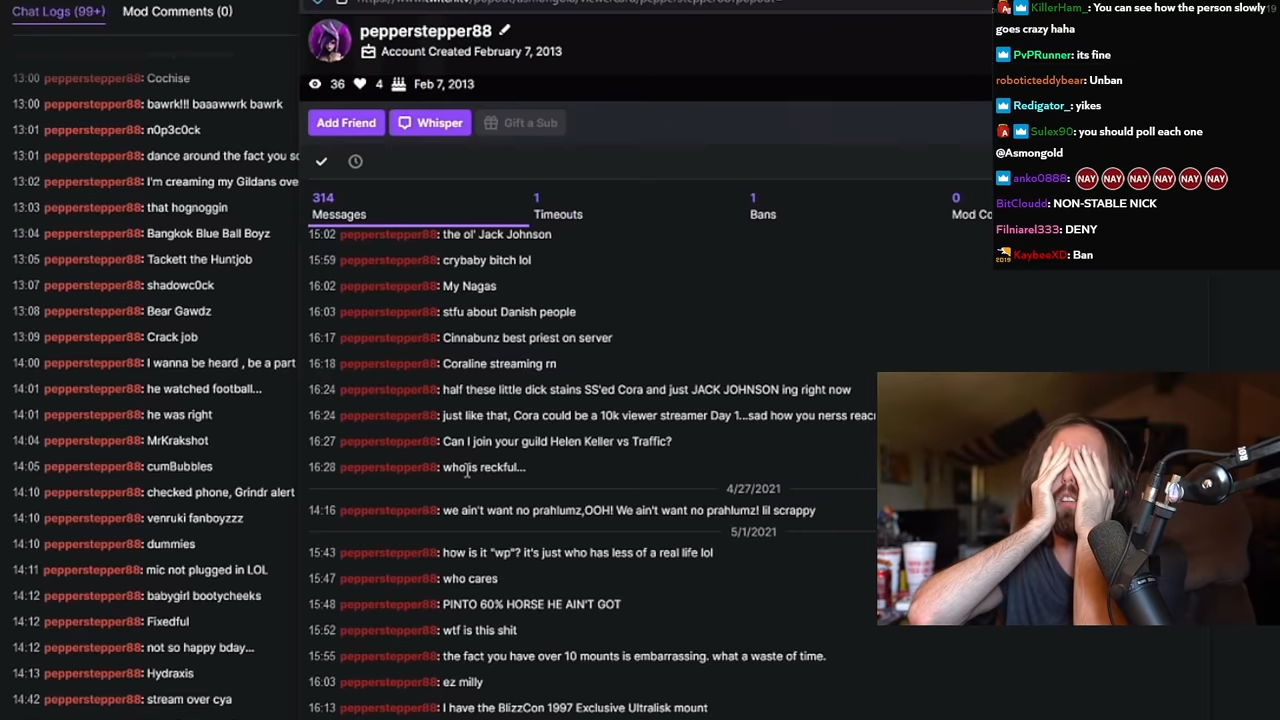 Chat Logs (99+) Mod Comments (0)
13:00 pepperstepper88: Cochise
13:00 pepperstepper88: bawrk!!! baaawwrk bawrk
13:01 pepperstepper88: n0p3c0ck
13:01 pepperstepper88: dance around the fact you
13:02 pepperstepper88: I'm creaming my Gildans
13:03 pepperstepper88: that hognoggin
13:04 pepperstepper88: Bangkok Blue Ball Boyz
13:05 pepperstepper88: Tackett the Huntjob
13:07 pepperstepper88: shadowc0ck
13:08 pepperstepper88: Bear Gawdz
13:09 pepperstepper88: Crack job
14:00 pepperstepper88: I wanna be heard , be a part
14:01 pepperstepper88: he watched football...
14:01 pepperstepper88: he was right
14:04 pepperstepper88: MrKrakshot
14:05 pepperstepper88: cumBubbles
14:10 pepperstepper88: checked phone, Grindr alert
14:10 pepperstepper88: venruki fanboyzzz
14:10 pepperstepper88: dummies
14:11 pepperstepper88: mic not plugged in LOL
14:12 pepperstepper88: babygirl bootycheeks
14:12 pepperstepper88: Fixedful
14:12 pepperstepper88: not so happy bday...
14:13 pepperstepper88: Hydraxis
14:42 pepperstepper88: stream over cya
pepperstepper88
Account Created February 7, 2013
36 4 Feb 7, 2013
Add Friend Whisper Gift a Sub
314 1 1 0
Messages Timeouts Bans Mod Co
15:02 pepperstepper88: the ol' Jack Johnson
15:59 pepperstepper88: crybaby bitch lol
16:02 pepperstepper88: My Nagas
16:03 pepperstepper88: stfu about Danish people
16:17 pepperstepper88: Cinnabunz best priest on server
16:18 pepperstepper88: Coraline streaming rn
16:24 pepperstepper88: half these little dick stains SS'ed Cora and just JACK JOHNSON ing right now
16:24 pepperstepper88: just like that, Cora could be a 10k viewer streamer Day 1...sad how you nerss
16:27 pepperstepper88: Can I join your guild Helen Keller vs Traffic?
16:28 pepperstepper88: who is reckful...
4/27/2021
14:16 pepperstepper88: we ain't want no prahlumz,OOH! We ain't want no prahlumz! lil scrappy
5/1/2021
15:43 pepperstepper88: how is it "wp"? it's just who has less of a real life lol
15:47 pepperstepper88: who cares
15:48 pepperstepper88: PINTO 60% HORSE HE AIN'T GOT
15:52 pepperstepper88: wtf is this shit
15:55 pepperstepper88: the fact you have over 10 mounts is embarrassing. what a waste of time.
16:03 pepperstepper88: ez milly
16:13 pepperstepper88: I have the BlizzCon 1997 Exclusive Ultralisk mount
KillerHam_: You can see how the person slowly
goes crazy haha
PvPRunner: its fine
roboticteddybear: Unban
Redigator_: yikes
Sulex90: you should poll each one
@Asmongold
anko0888: NAY NAY NAY NAY NAY NAY
BitCloudd: NON-STABLE NICK
Filniarel333: DENY
2019 KaybeeXD: Ban